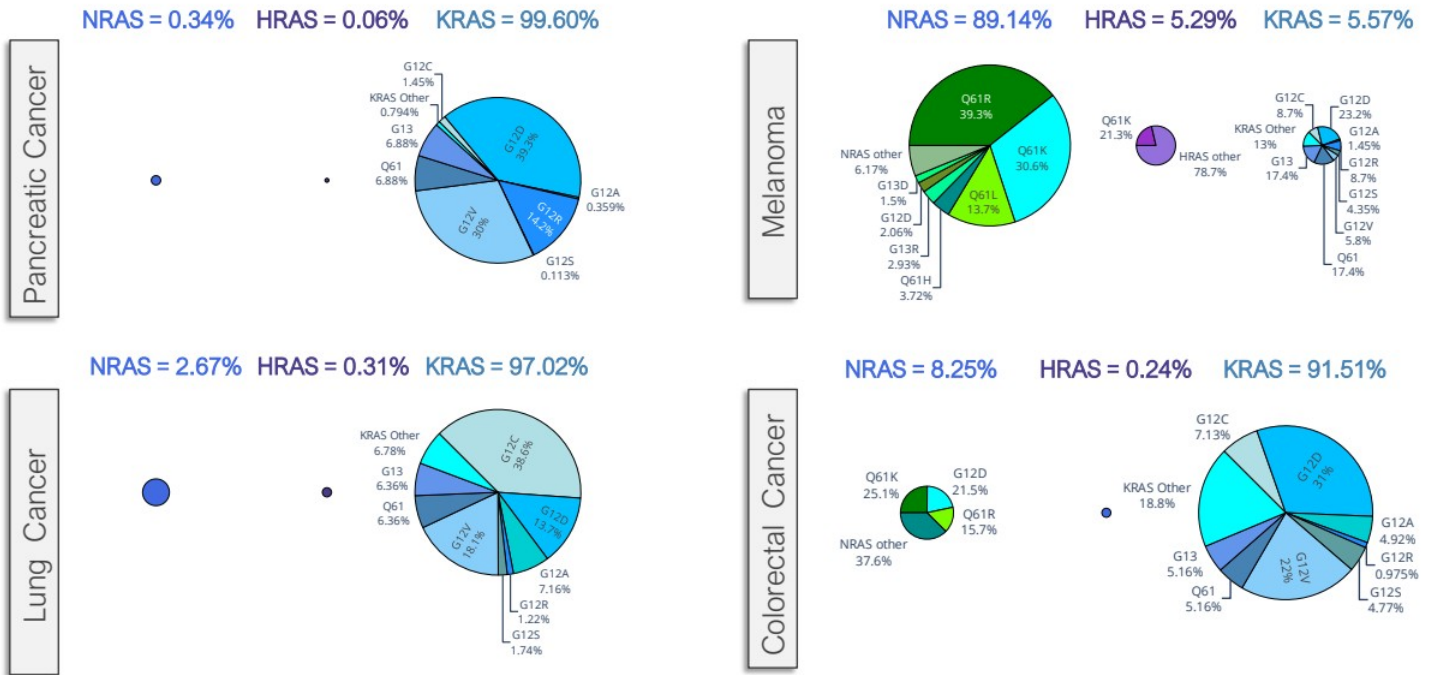 NRAS = 0.34% HRAS = 0.06% KRAS = 99.60%
Pancreatic Cancer
G12C
1.45%
KRAS Other
0.794%
G13
6.88%
Q61
6.88%
G12V
30%
G12D
39.3%
G12A
0.359%
G12R
14.2%
G12S
0.113%
NRAS = 89.14% HRAS = 5.29% KRAS = 5.57%
Melanoma
Q61R
39.3%
Q61K
30.6%
Q61L
13.7%
NRAS other
6.17%
G13D
1.5%
G12D
2.06%
G13R
2.93%
Q61H
3.72%
Q61K
21.3%
HRAS other
78.7%
G12C
8.7%
KRAS Other
13%
G13
17.4%
G12D
23.2%
G12A
1.45%
G12R
8.7%
G12S
4.35%
G12V
5.8%
Q61
17.4%
NRAS = 2.67% HRAS = 0.31% KRAS = 97.02%
Lung Cancer
KRAS Other
6.78%
G13
6.36%
Q61
6.36%
G12V
18.1%
G12C
38.6%
G12D
13.7%
G12A
7.16%
G12R
1.22%
G12S
1.74%
NRAS = 8.25% HRAS = 0.24% KRAS = 91.51%
Colorectal Cancer
Q61K
25.1%
G12D
21.5%
Q61R
15.7%
NRAS other
37.6%
G12C
7.13%
KRAS Other
18.8%
G13
5.16%
Q61
5.16%
G12V
22%
G12D
31%
G12A
4.92%
G12R
0.975%
G12S
4.77%